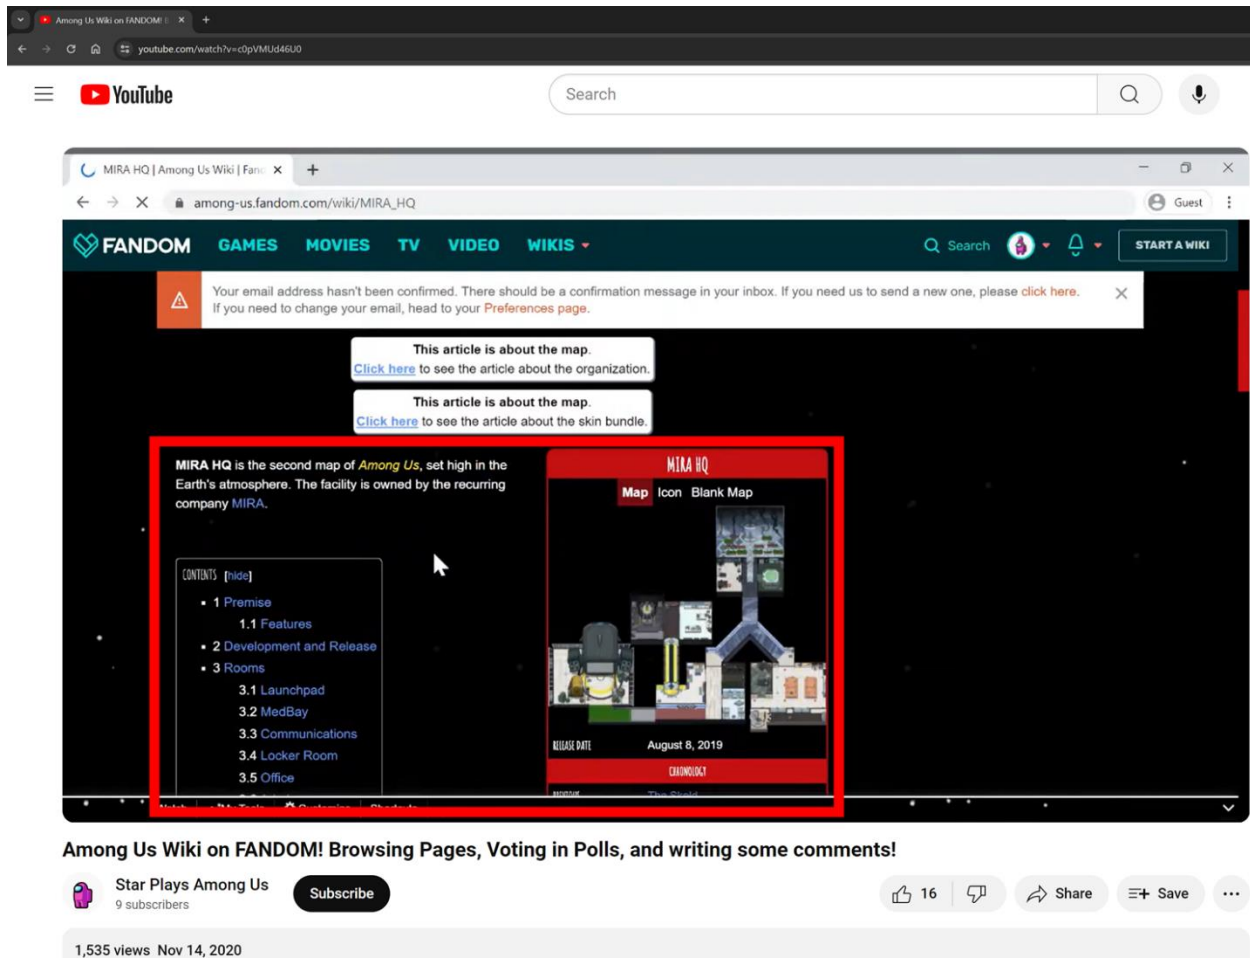 Among Us Wiki on FANDOM!
youtube.com/watch?v=c0pVMUd46U0
YouTube
Search
MIRA HQ | Among Us Wiki | Fan
among-us.fandom.com/wiki/MIRA_HQ
Guest
FANDOM GAMES MOVIES TV VIDEO WIKIS Search START A WIKI
Your email address hasn't been confirmed. There should be a confirmation message in your inbox. If you need us to send a new one, please click here.
If you need to change your email, head to your Preferences page.
This article is about the map.
Click here to see the article about the organization.
This article is about the map.
Click here to see the article about the skin bundle.
MIRA HQ is the second map of Among Us, set high in the
Earth's atmosphere. The facility is owned by the recurring
company MIRA.
CONTENTS [hide]
1 Premise
1.1 Features
2 Development and Release
3 Rooms
3.1 Launchpad
3.2 MedBay
3.3 Communications
3.4 Locker Room
3.5 Office
MIRA HQ
Map Icon Blank Map
RELEASE DATE August 8, 2019
CHRONOLOGY
The Skeld
My Tools Customize Shortcuts
Among Us Wiki on FANDOM! Browsing Pages, Voting in Polls, and writing some comments!
Star Plays Among Us
9 subscribers
Subscribe
16
Share
Save
1,535 views Nov 14, 2020